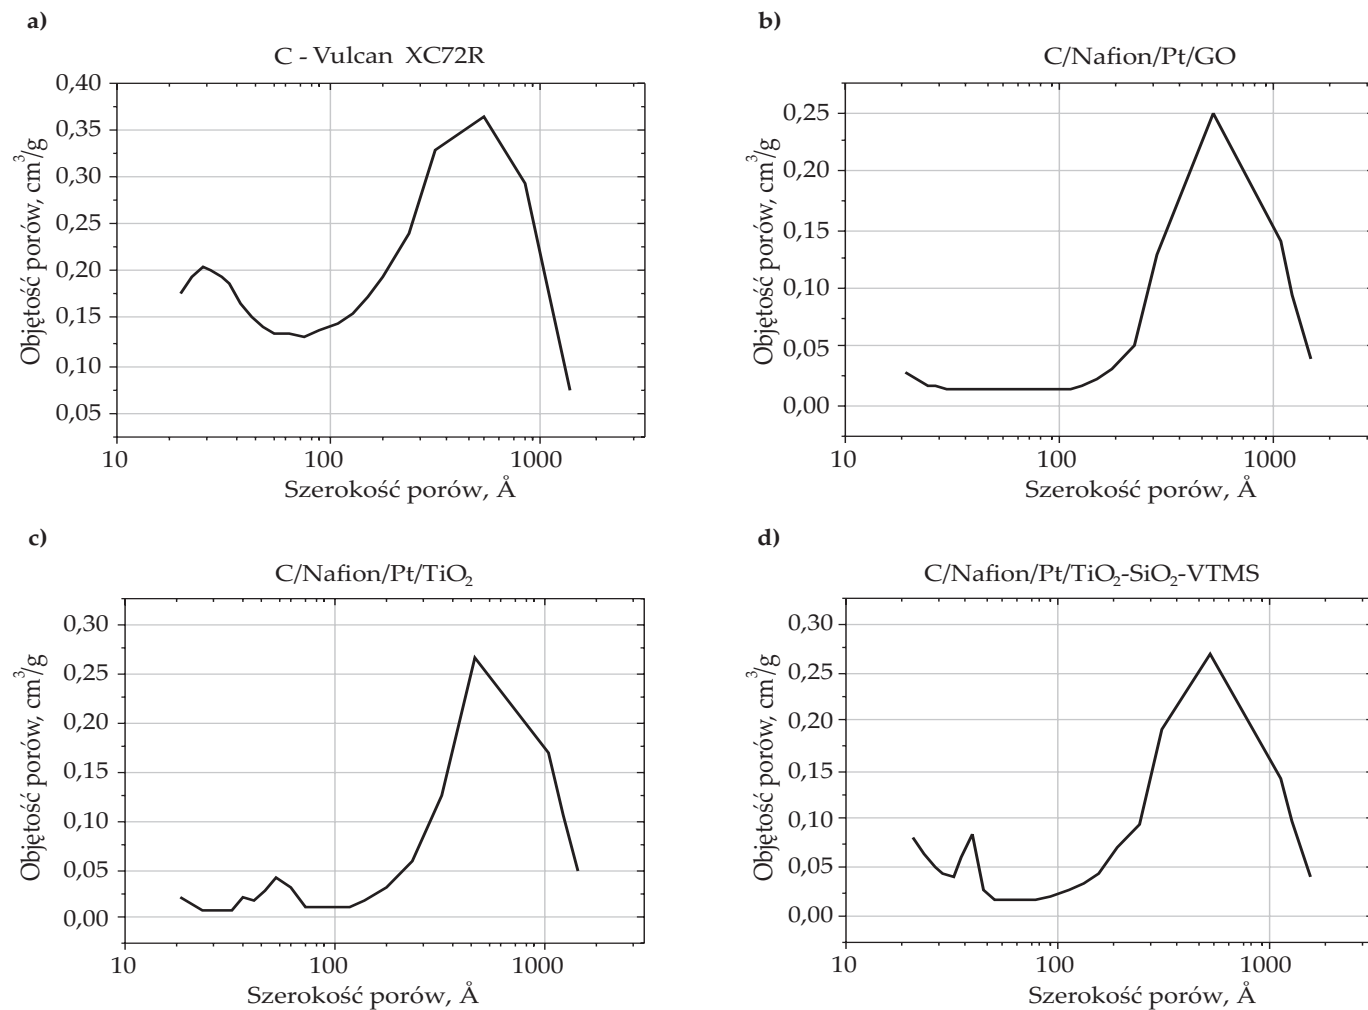 a)
C - Vulcan XC72R
Objętość porów, cm³/g
0,40
0,35
0,30
0,25
0,20
0,15
0,10
0,05
10 100 1000
Szerokość porów, Å
b)
C/Nafion/Pt/GO
Objętość porów, cm³/g
0,25
0,20
0,15
0,10
0,05
0,00
10 100 1000
Szerokość porów, Å
c)
C/Nafion/Pt/TiO₂
Objętość porów, cm³/g
0,30
0,25
0,20
0,15
0,10
0,05
0,00
10 100 1000
Szerokość porów, Å
d)
C/Nafion/Pt/TiO₂-SiO₂-VTMS
Objętość porów, cm³/g
0,30
0,25
0,20
0,15
0,10
0,05
0,00
10 100 1000
Szerokość porów, Å